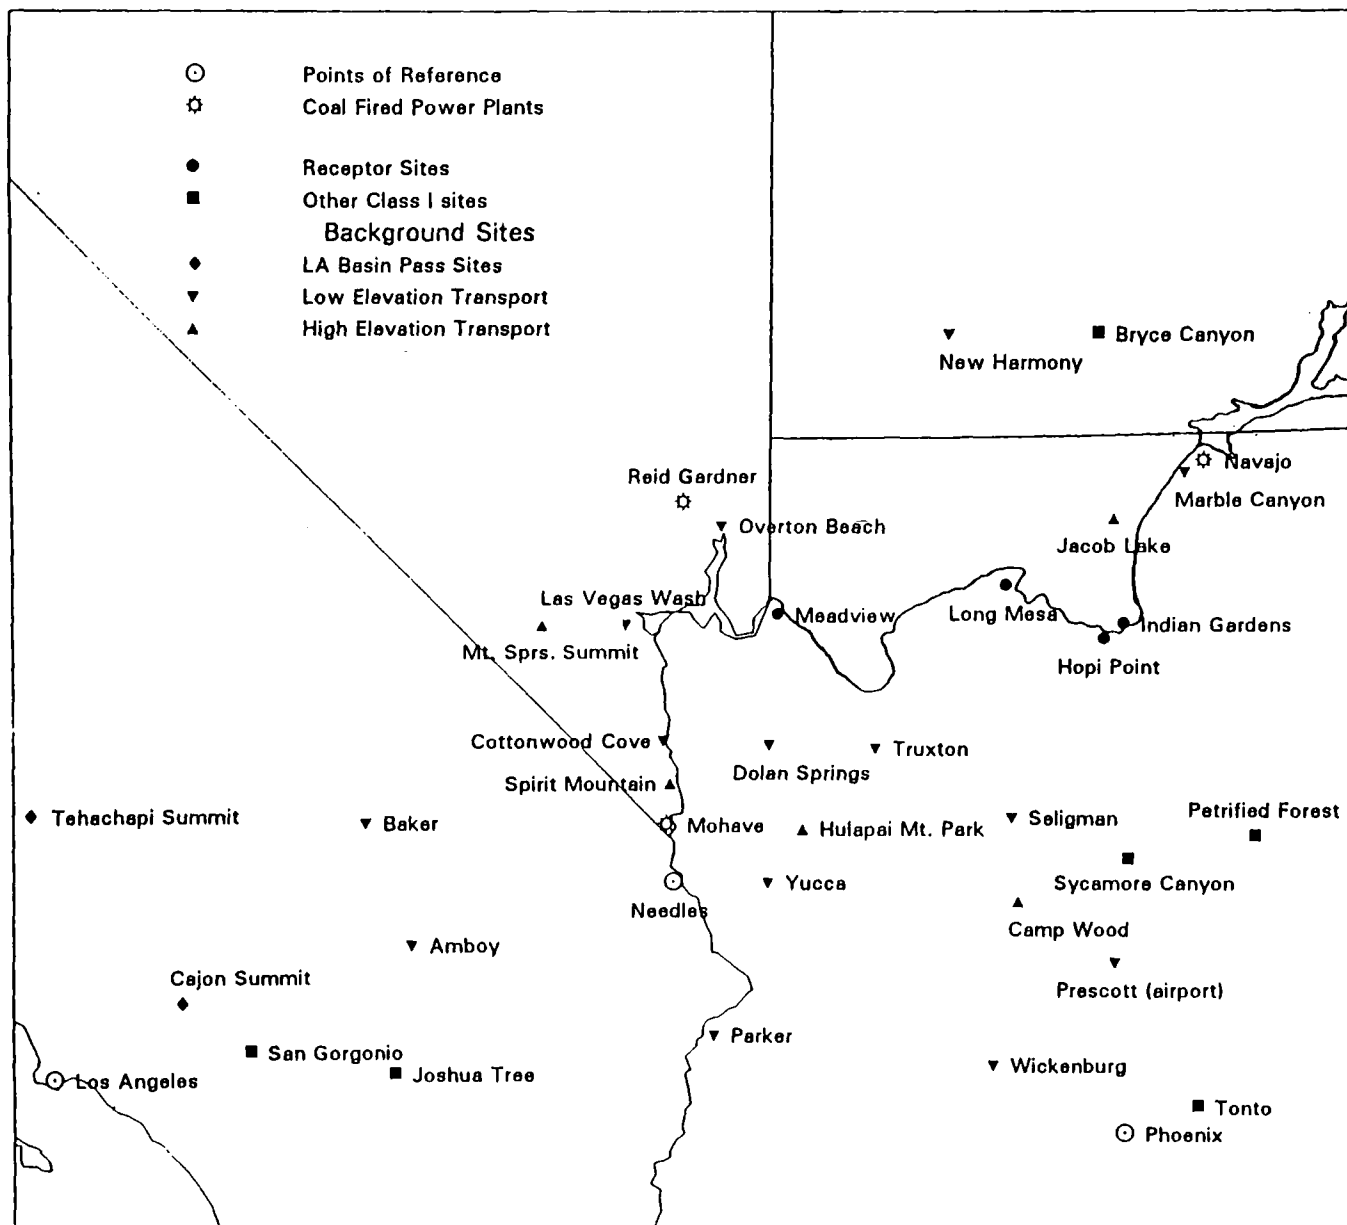 Points of Reference
Coal Fired Power Plants
Receptor Sites
Other Class I sites
Background Sites
LA Basin Pass Sites
Low Elevation Transport
High Elevation Transport
New Harmony
Bryce Canyon
Navajo
Marble Canyon
Reid Gardner
Overton Beach
Jacob Lake
Las Vegas Wash
Meadview
Long Mesa
Indian Gardens
Mt. Sprs. Summit
Hopi Point
Cottonwood Cove
Dolan Springs
Truxton
Spirit Mountain
Tehachapi Summit
Baker
Mohave
Hulapai Mt. Park
Seligman
Petrified Forest
Needles
Yucca
Sycamore Canyon
Camp Wood
Amboy
Cajon Summit
Prescott (airport)
Parker
San Gorgonio
Joshua Tree
Los Angeles
Wickenburg
Tonto
Phoenix